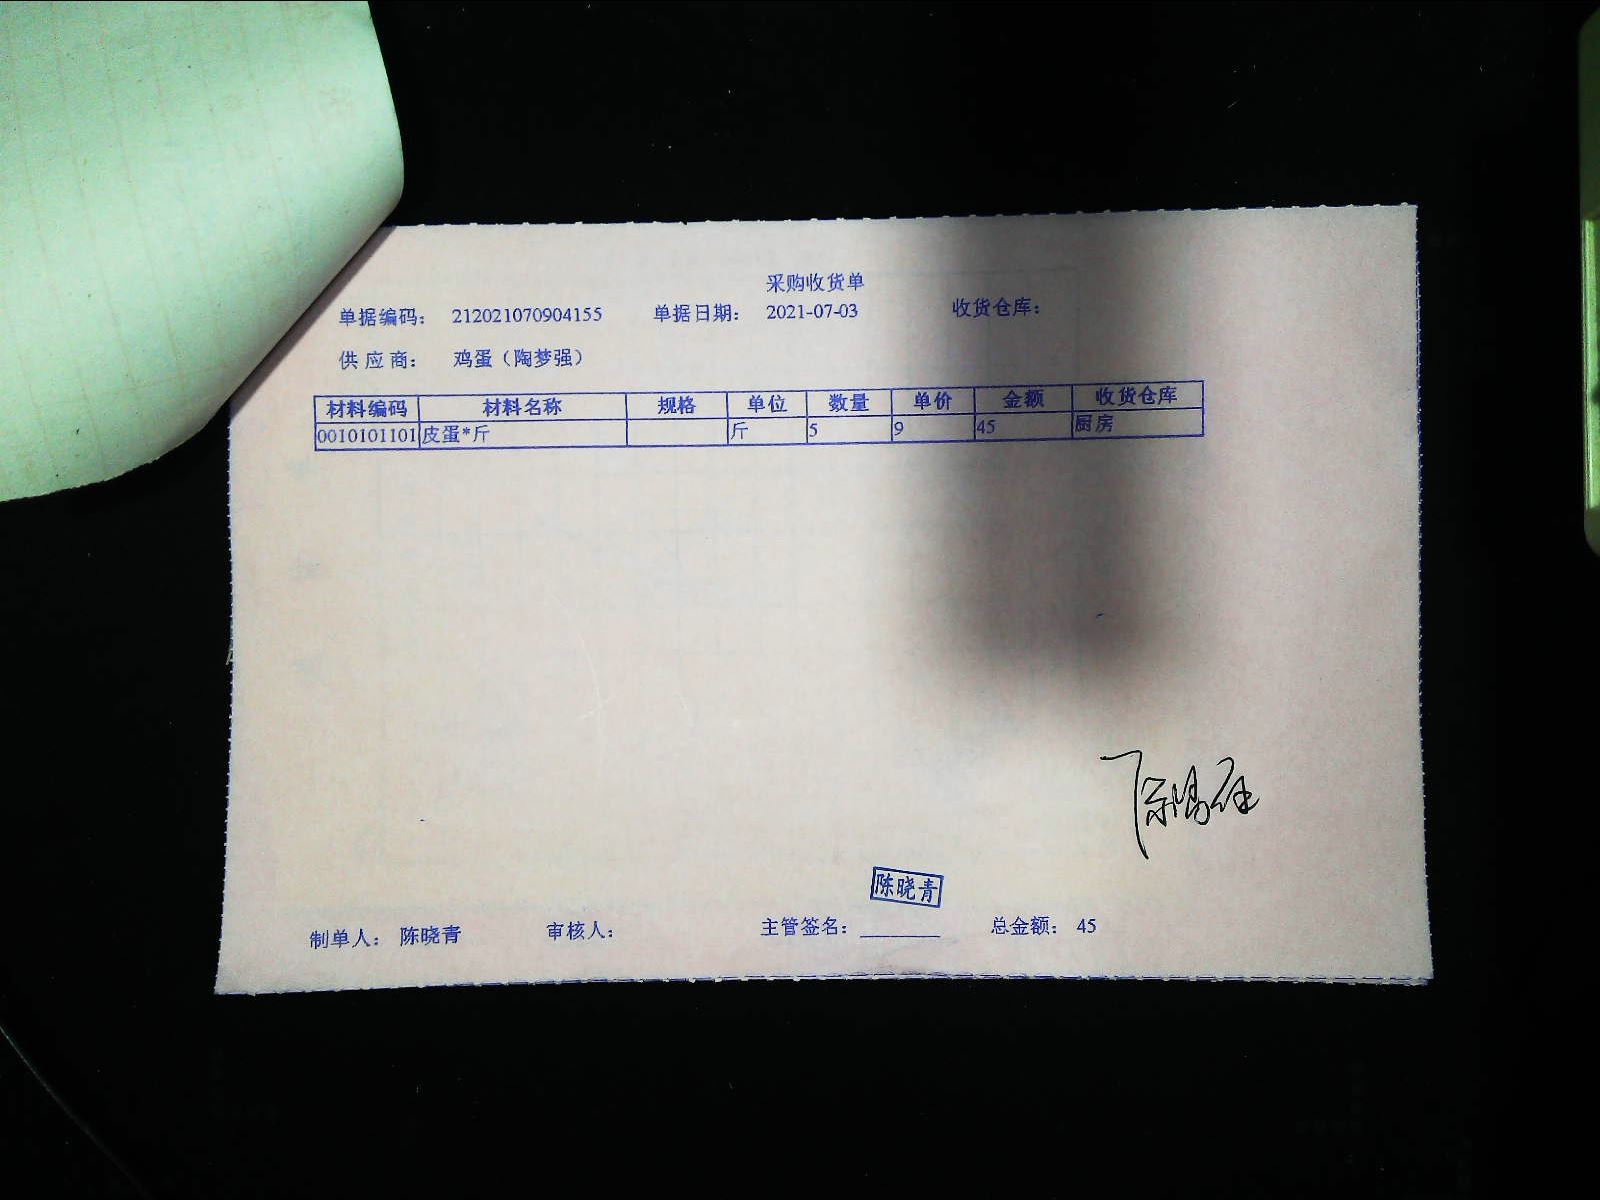 采购收货单
单据编码： 212021070904155 单据日期： 2021-07-03 收货仓库：
供 应 商： 鸡蛋（陶梦强）
材料编码 材料名称 规格 单位 数量 单价 金额 收货仓库
0010101101 皮蛋*斤 斤 5 9 45 厨房
陈晓青
制单人： 陈晓青 审核人： 主管签名：________ 总金额： 45